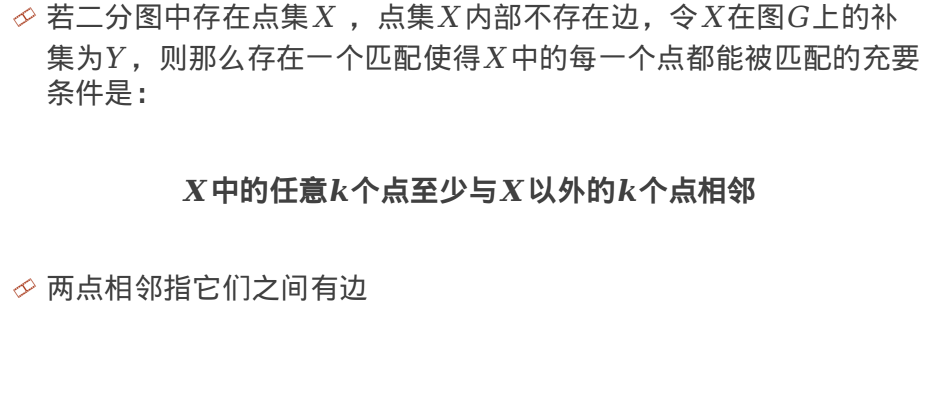 若二分图中存在点集X，点集X内部不存在边，令X在图G上的补
集为Y，则那么存在一个匹配使得X中的每一个点都能被匹配的充要
条件是：
X中的任意k个点至少与X以外的k个点相邻
两点相邻指它们之间有边